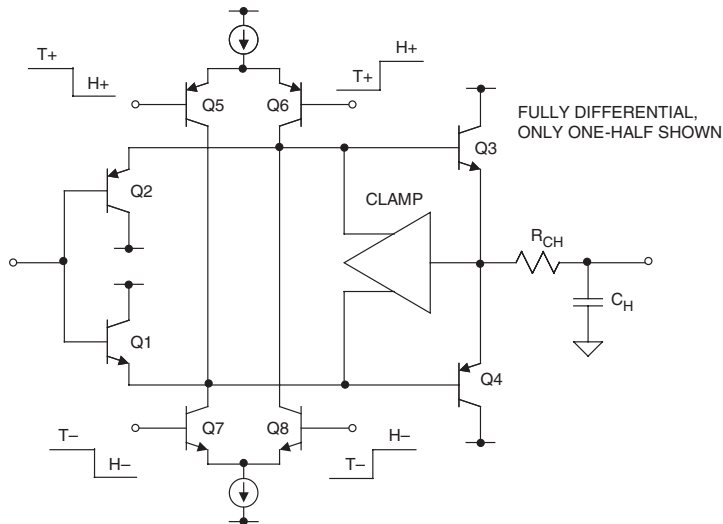 T+
H+
H+
T+
Q5
Q6
Q3
FULLY DIFFERENTIAL,
ONLY ONE-HALF SHOWN
Q2
CLAMP
RCH
CH
Q1
Q4
T–
H–
Q7
Q8
H–
T–